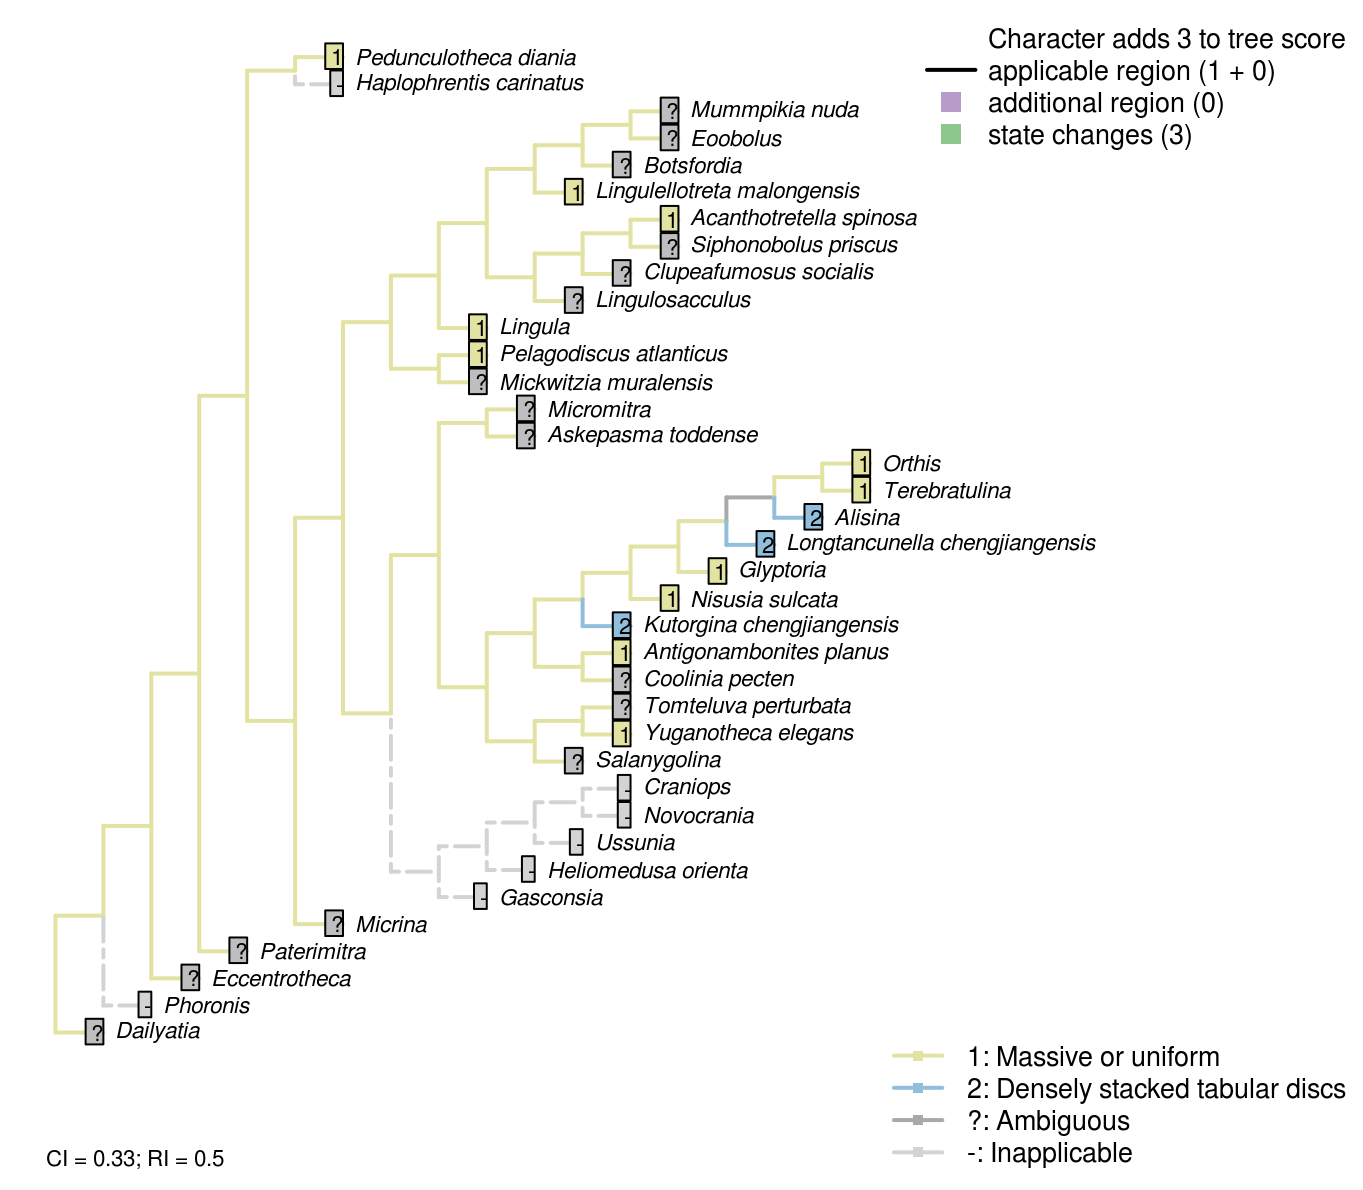 Character adds 3 to tree score
applicable region (1 + 0)
additional region (0)
state changes (3)
1 Pedunculotheca diania
- Haplophrentis carinatus
? Mummpikia nuda
? Eoobolus
? Botsfordia
1 Lingulellotreta malongensis
1 Acanthotretella spinosa
? Siphonobolus priscus
? Clupeafumosus socialis
? Lingulosacculus
1 Lingula
1 Pelagodiscus atlanticus
? Mickwitzia muralensis
? Micromitra
? Askepasma toddense
1 Orthis
1 Terebratulina
2 Alisina
2 Longtancunella chengjiangensis
1 Glyptoria
1 Nisusia sulcata
2 Kutorgina chengjiangensis
1 Antigonambonites planus
? Coolinia pecten
? Tomteluva perturbata
1 Yuganotheca elegans
? Salanygolina
- Craniops
- Novocrania
- Ussunia
- Heliomedusa orienta
- Gasconsia
? Micrina
? Paterimitra
? Eccentrotheca
- Phoronis
? Dailyatia
1: Massive or uniform
2: Densely stacked tabular discs
?: Ambiguous
-: Inapplicable
CI = 0.33; RI = 0.5